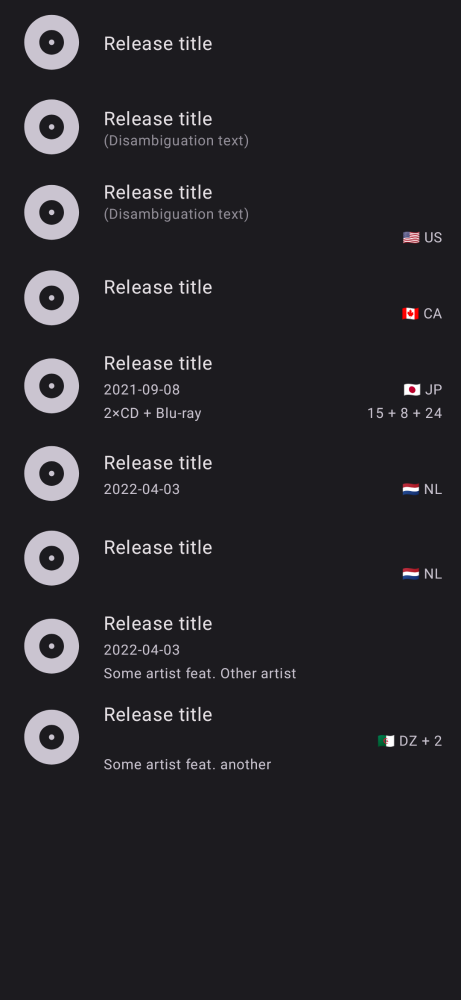 Release title
Release title
(Disambiguation text)
Release title
(Disambiguation text)
🇺🇸 US
Release title
🇨🇦 CA
Release title
2021-09-08 🇯🇵 JP
2×CD + Blu-ray 15 + 8 + 24
Release title
2022-04-03 🇳🇱 NL
Release title
🇳🇱 NL
Release title
2022-04-03
Some artist feat. Other artist
Release title
🇩🇿 DZ + 2
Some artist feat. another